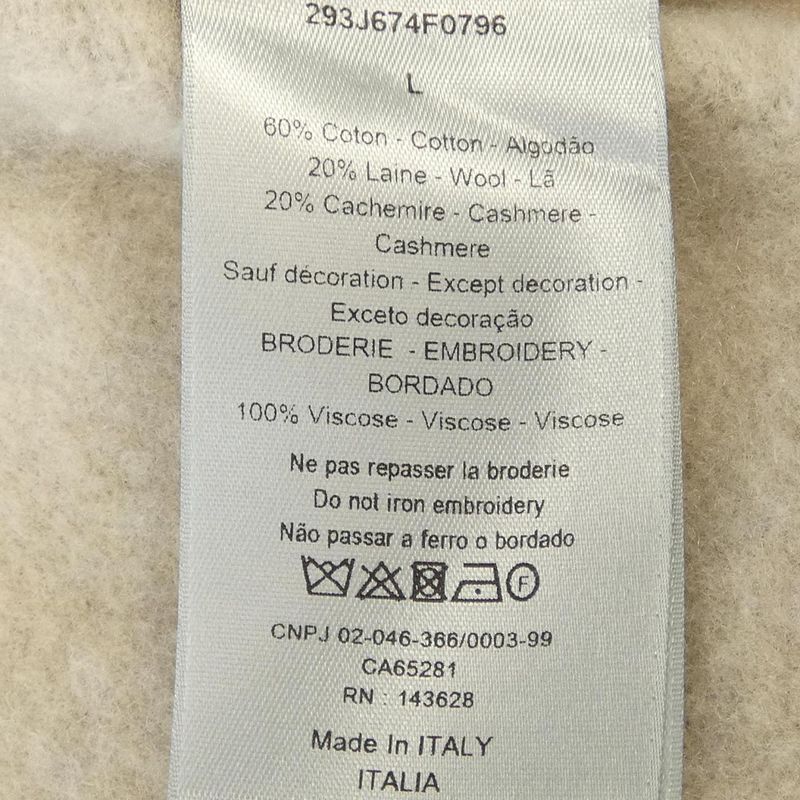 293J674F0796
L
60% Coton - Cotton - Algodão
20% Laine - Wool - Lã
20% Cachemire - Cashmere -
Cashmere
Sauf décoration - Except decoration -
Exceto decoração
BRODERIE - EMBROIDERY -
BORDADO
100% Viscose - Viscose - Viscose
Ne pas repasser la broderie
Do not iron embroidery
Não passar a ferro o bordado
F
CNPJ 02-046-366/0003-99
CA65281
RN : 143628
Made In ITALY
ITALIA